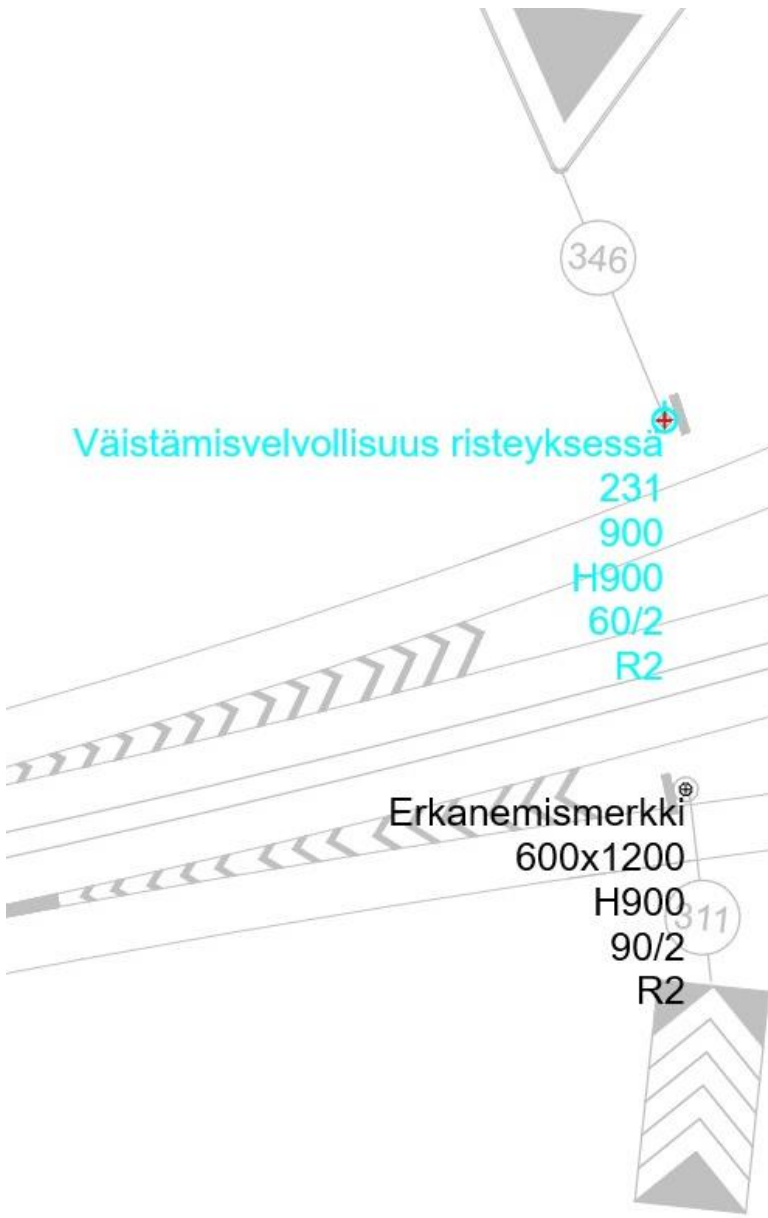 346
Väistämisvelvollisuus risteyksessä
231
900
H900
60/2
R2
Erkanemismerkki
600x1200
H900
311
90/2
R2